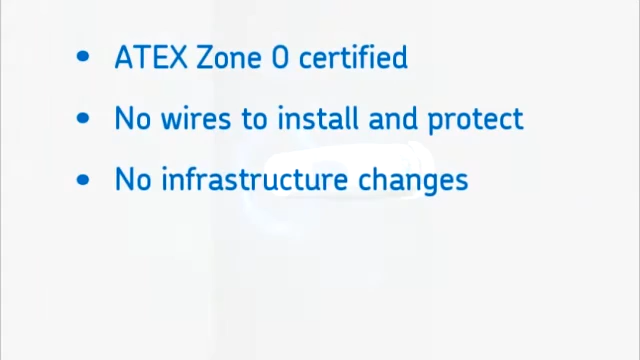 • ATEX Zone 0 certified
• No wires to install and protect
• No infrastructure changes